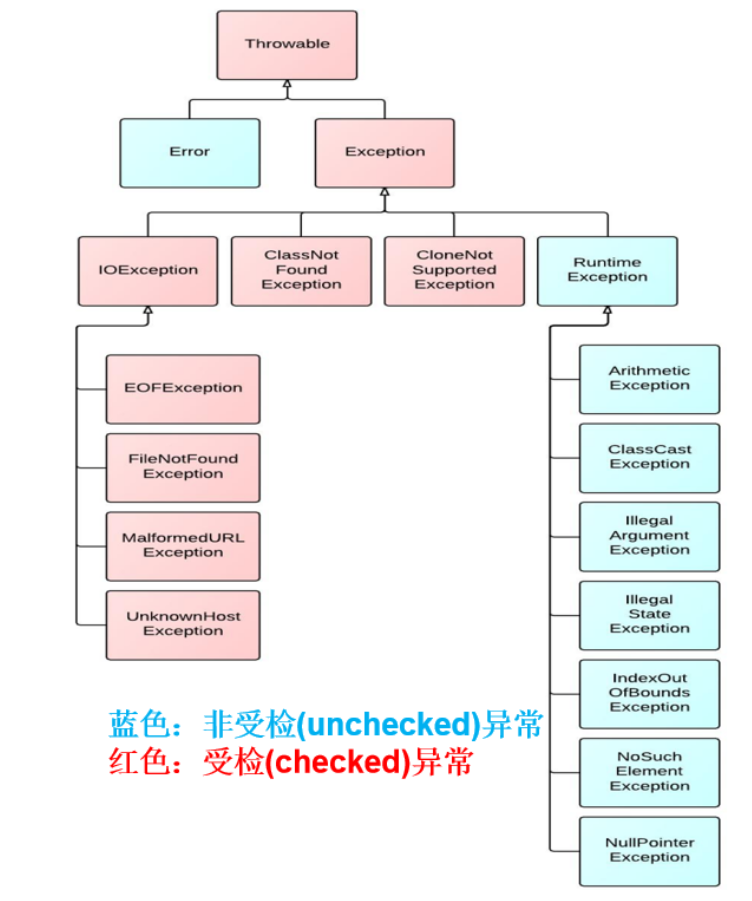 Throwable
Error
Exception
IOException
ClassNot
Found
Exception
CloneNot
Supported
Exception
Runtime
Exception
EOFException
FileNotFound
Exception
MalformedURL
Exception
UnknownHost
Exception
Arithmetic
Exception
ClassCast
Exception
Illegal
Argument
Exception
Illegal
State
Exception
IndexOut
OfBounds
Exception
NoSuch
Element
Exception
NullPointer
Exception
蓝色：非受检(unchecked)异常
红色：受检(checked)异常